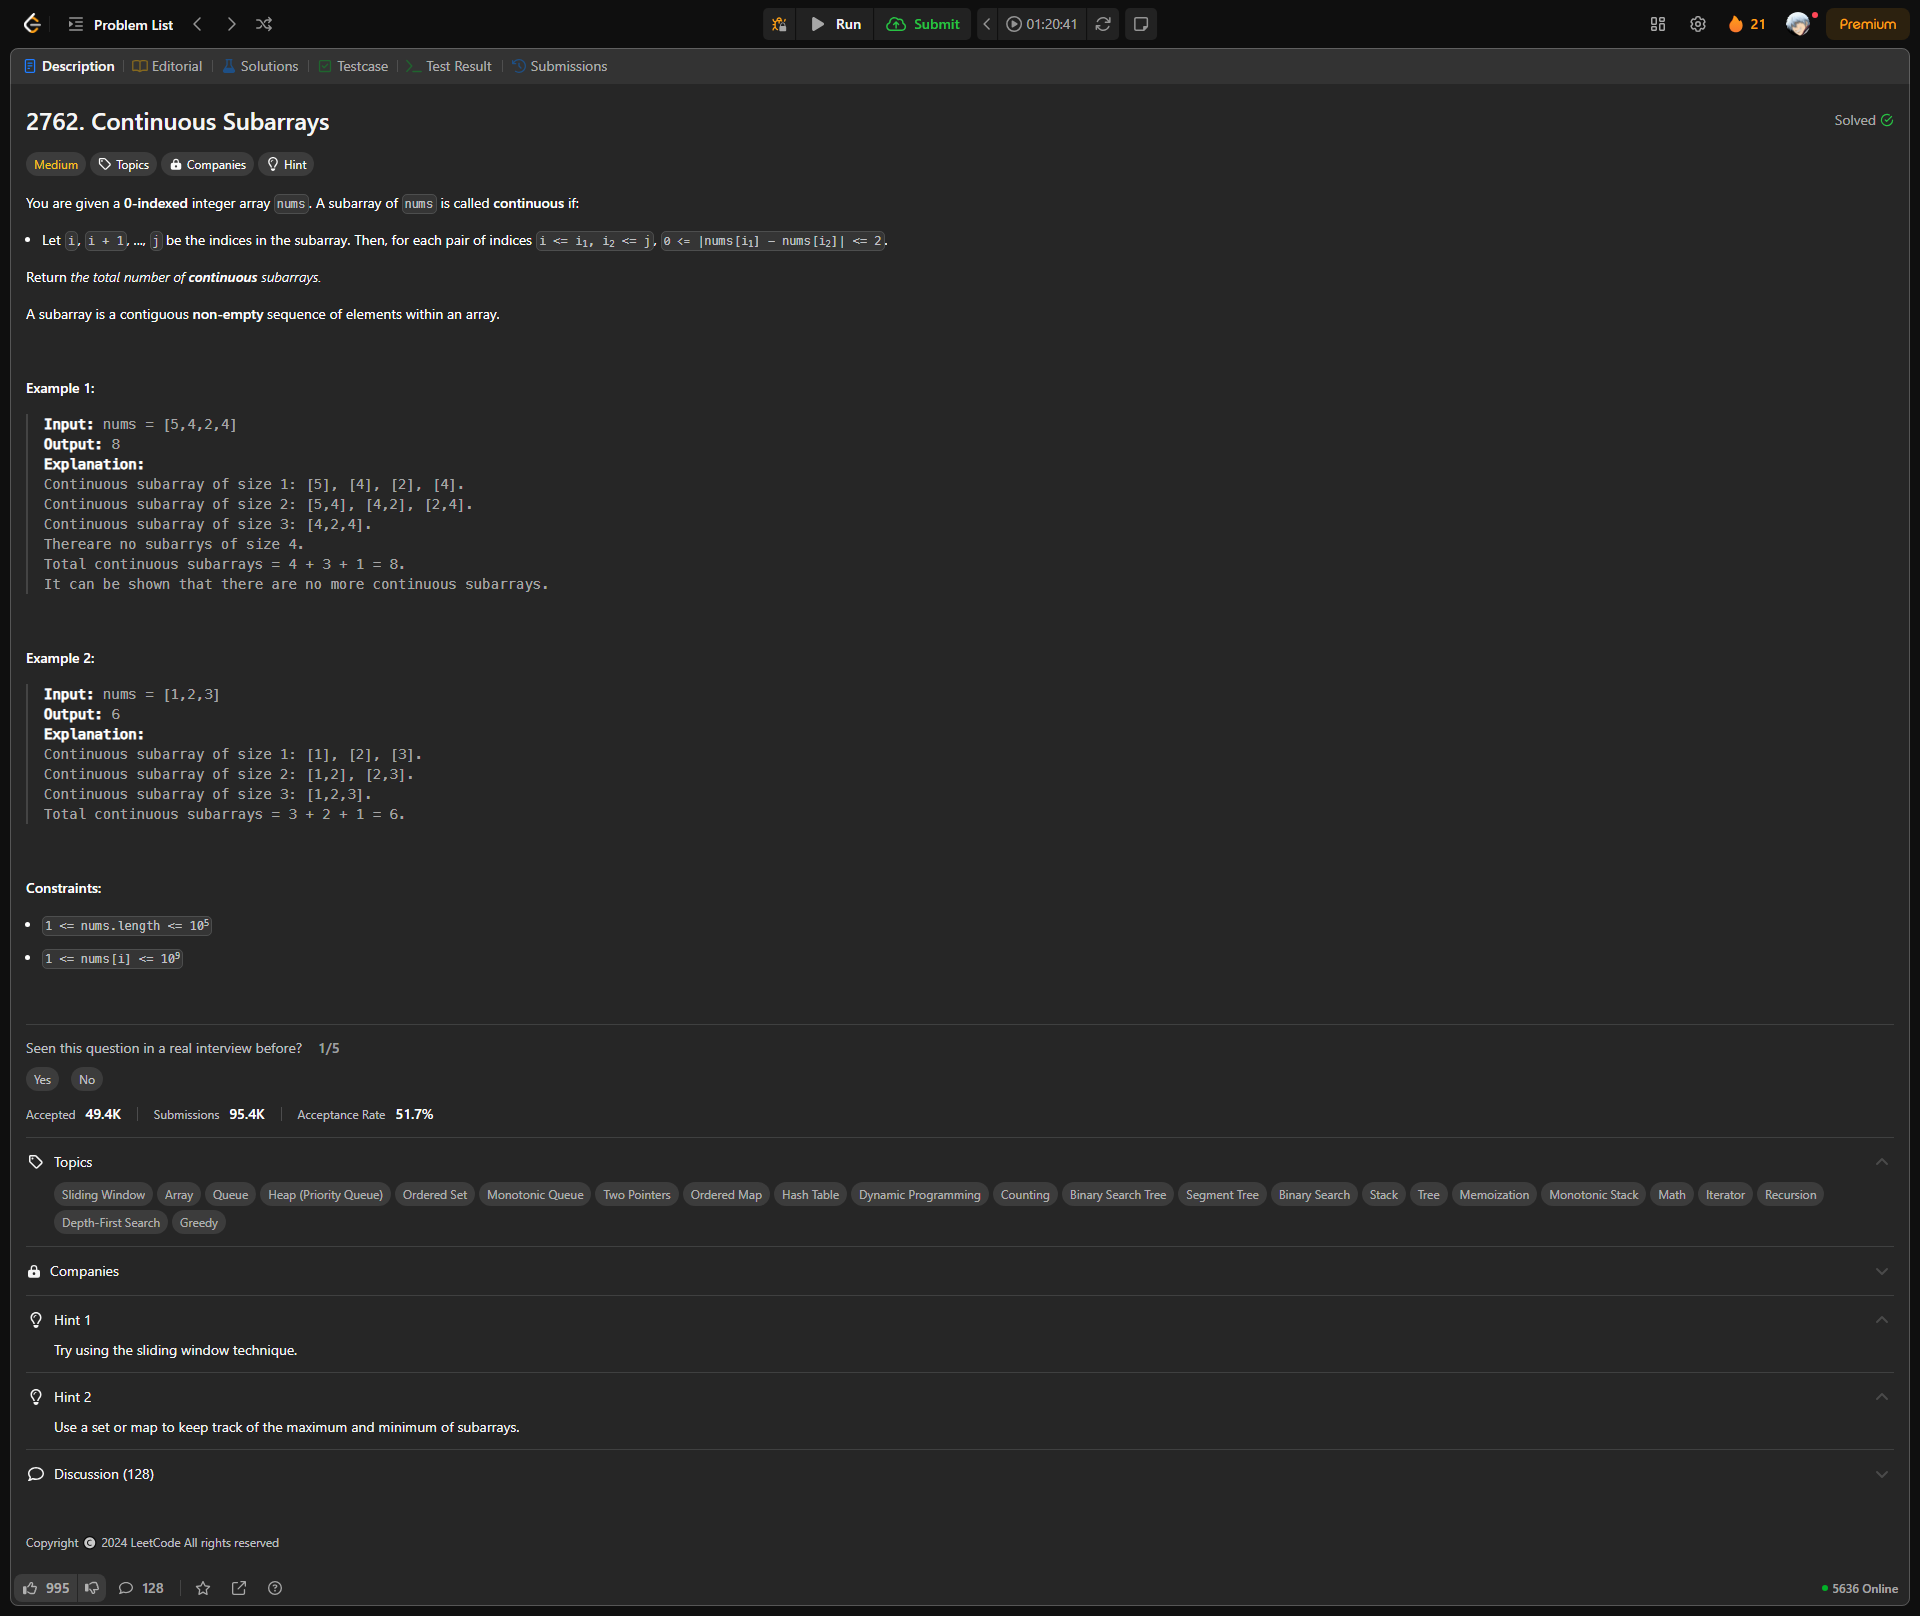 Problem List
Run
Submit
01:20:41
21
Premium
Description
Editorial
Solutions
Testcase
Test Result
Submissions
2762. Continuous Subarrays
Solved
Medium
Topics
Companies
Hint
You are given a 0-indexed integer array nums. A subarray of nums is called continuous if:
• Let i, i + 1, ..., j be the indices in the subarray. Then, for each pair of indices i <= i₁, i₂ <= j, 0 <= |nums[i₁] - nums[i₂]| <= 2.
Return the total number of continuous subarrays.
A subarray is a contiguous non-empty sequence of elements within an array.
Example 1:
Input: nums = [5,4,2,4]
Output: 8
Explanation:
Continuous subarray of size 1: [5], [4], [2], [4].
Continuous subarray of size 2: [5,4], [4,2], [2,4].
Continuous subarray of size 3: [4,2,4].
Thereare no subarrys of size 4.
Total continuous subarrays = 4 + 3 + 1 = 8.
It can be shown that there are no more continuous subarrays.
Example 2:
Input: nums = [1,2,3]
Output: 6
Explanation:
Continuous subarray of size 1: [1], [2], [3].
Continuous subarray of size 2: [1,2], [2,3].
Continuous subarray of size 3: [1,2,3].
Total continuous subarrays = 3 + 2 + 1 = 6.
Constraints:
• 1 <= nums.length <= 10⁵
• 1 <= nums[i] <= 10⁹
Seen this question in a real interview before? 1/5
Yes No
Accepted 49.4K Submissions 95.4K Acceptance Rate 51.7%
Topics
Sliding Window Array Queue Heap (Priority Queue) Ordered Set Monotonic Queue Two Pointers Ordered Map Hash Table Dynamic Programming Counting Binary Search Tree Segment Tree Binary Search Stack Tree Memoization Monotonic Stack Math Iterator Recursion
Depth-First Search Greedy
Companies
Hint 1
Try using the sliding window technique.
Hint 2
Use a set or map to keep track of the maximum and minimum of subarrays.
Discussion (128)
Copyright © 2024 LeetCode All rights reserved
995
128
5636 Online